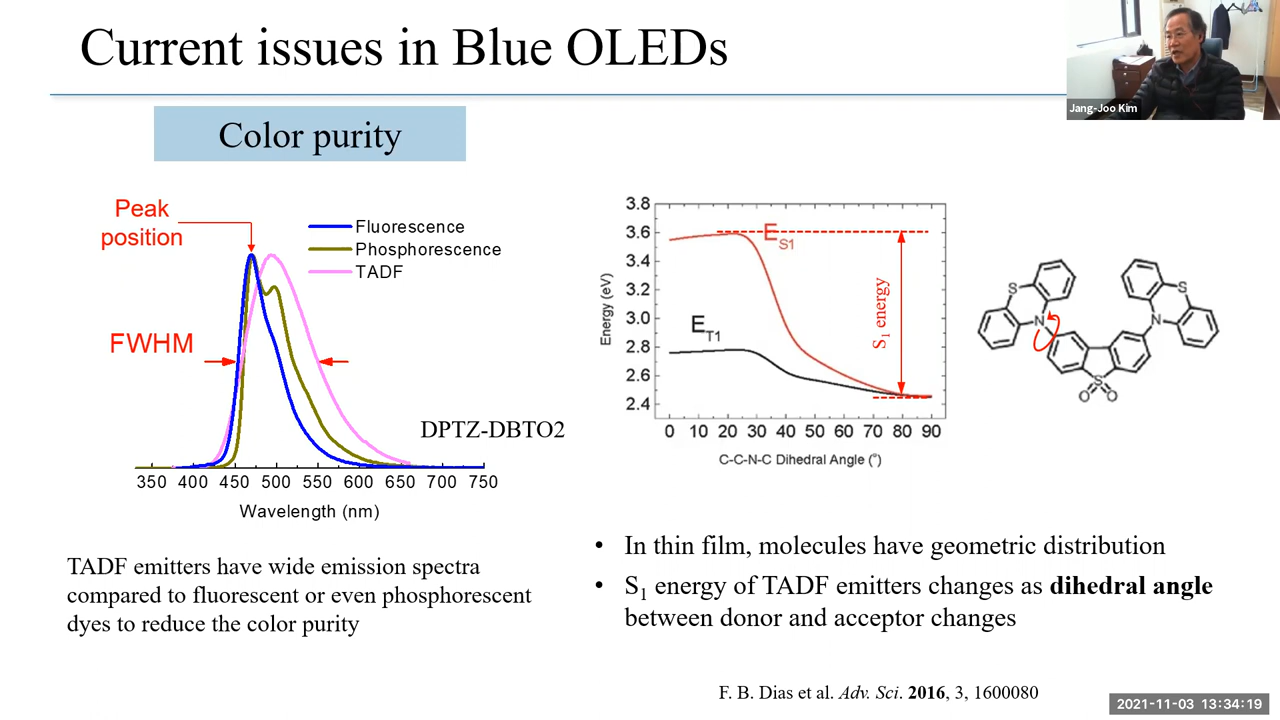 Current issues in Blue OLEDs
Jang-Joo Kim
Color purity
Peak
position
Fluorescence
Phosphorescence
TADF
FWHM
DPTZ-DBTO2
350 400 450 500 550 600 650 700 750
Wavelength (nm)
3.8
3.6
3.4
3.2
3.0
2.8
2.6
2.4
Energy (eV)
E_S1
E_T1
S₁ energy
0 10 20 30 40 50 60 70 80 90
C-C-N-C Dihedral Angle (°)
S
N
S
N
S
O
O
TADF emitters have wide emission spectra
compared to fluorescent or even phosphorescent
dyes to reduce the color purity
• In thin film, molecules have geometric distribution
• S₁ energy of TADF emitters changes as dihedral angle
between donor and acceptor changes
F. B. Dias et al. Adv. Sci. 2016, 3, 1600080
2021-11-03 13:34:19